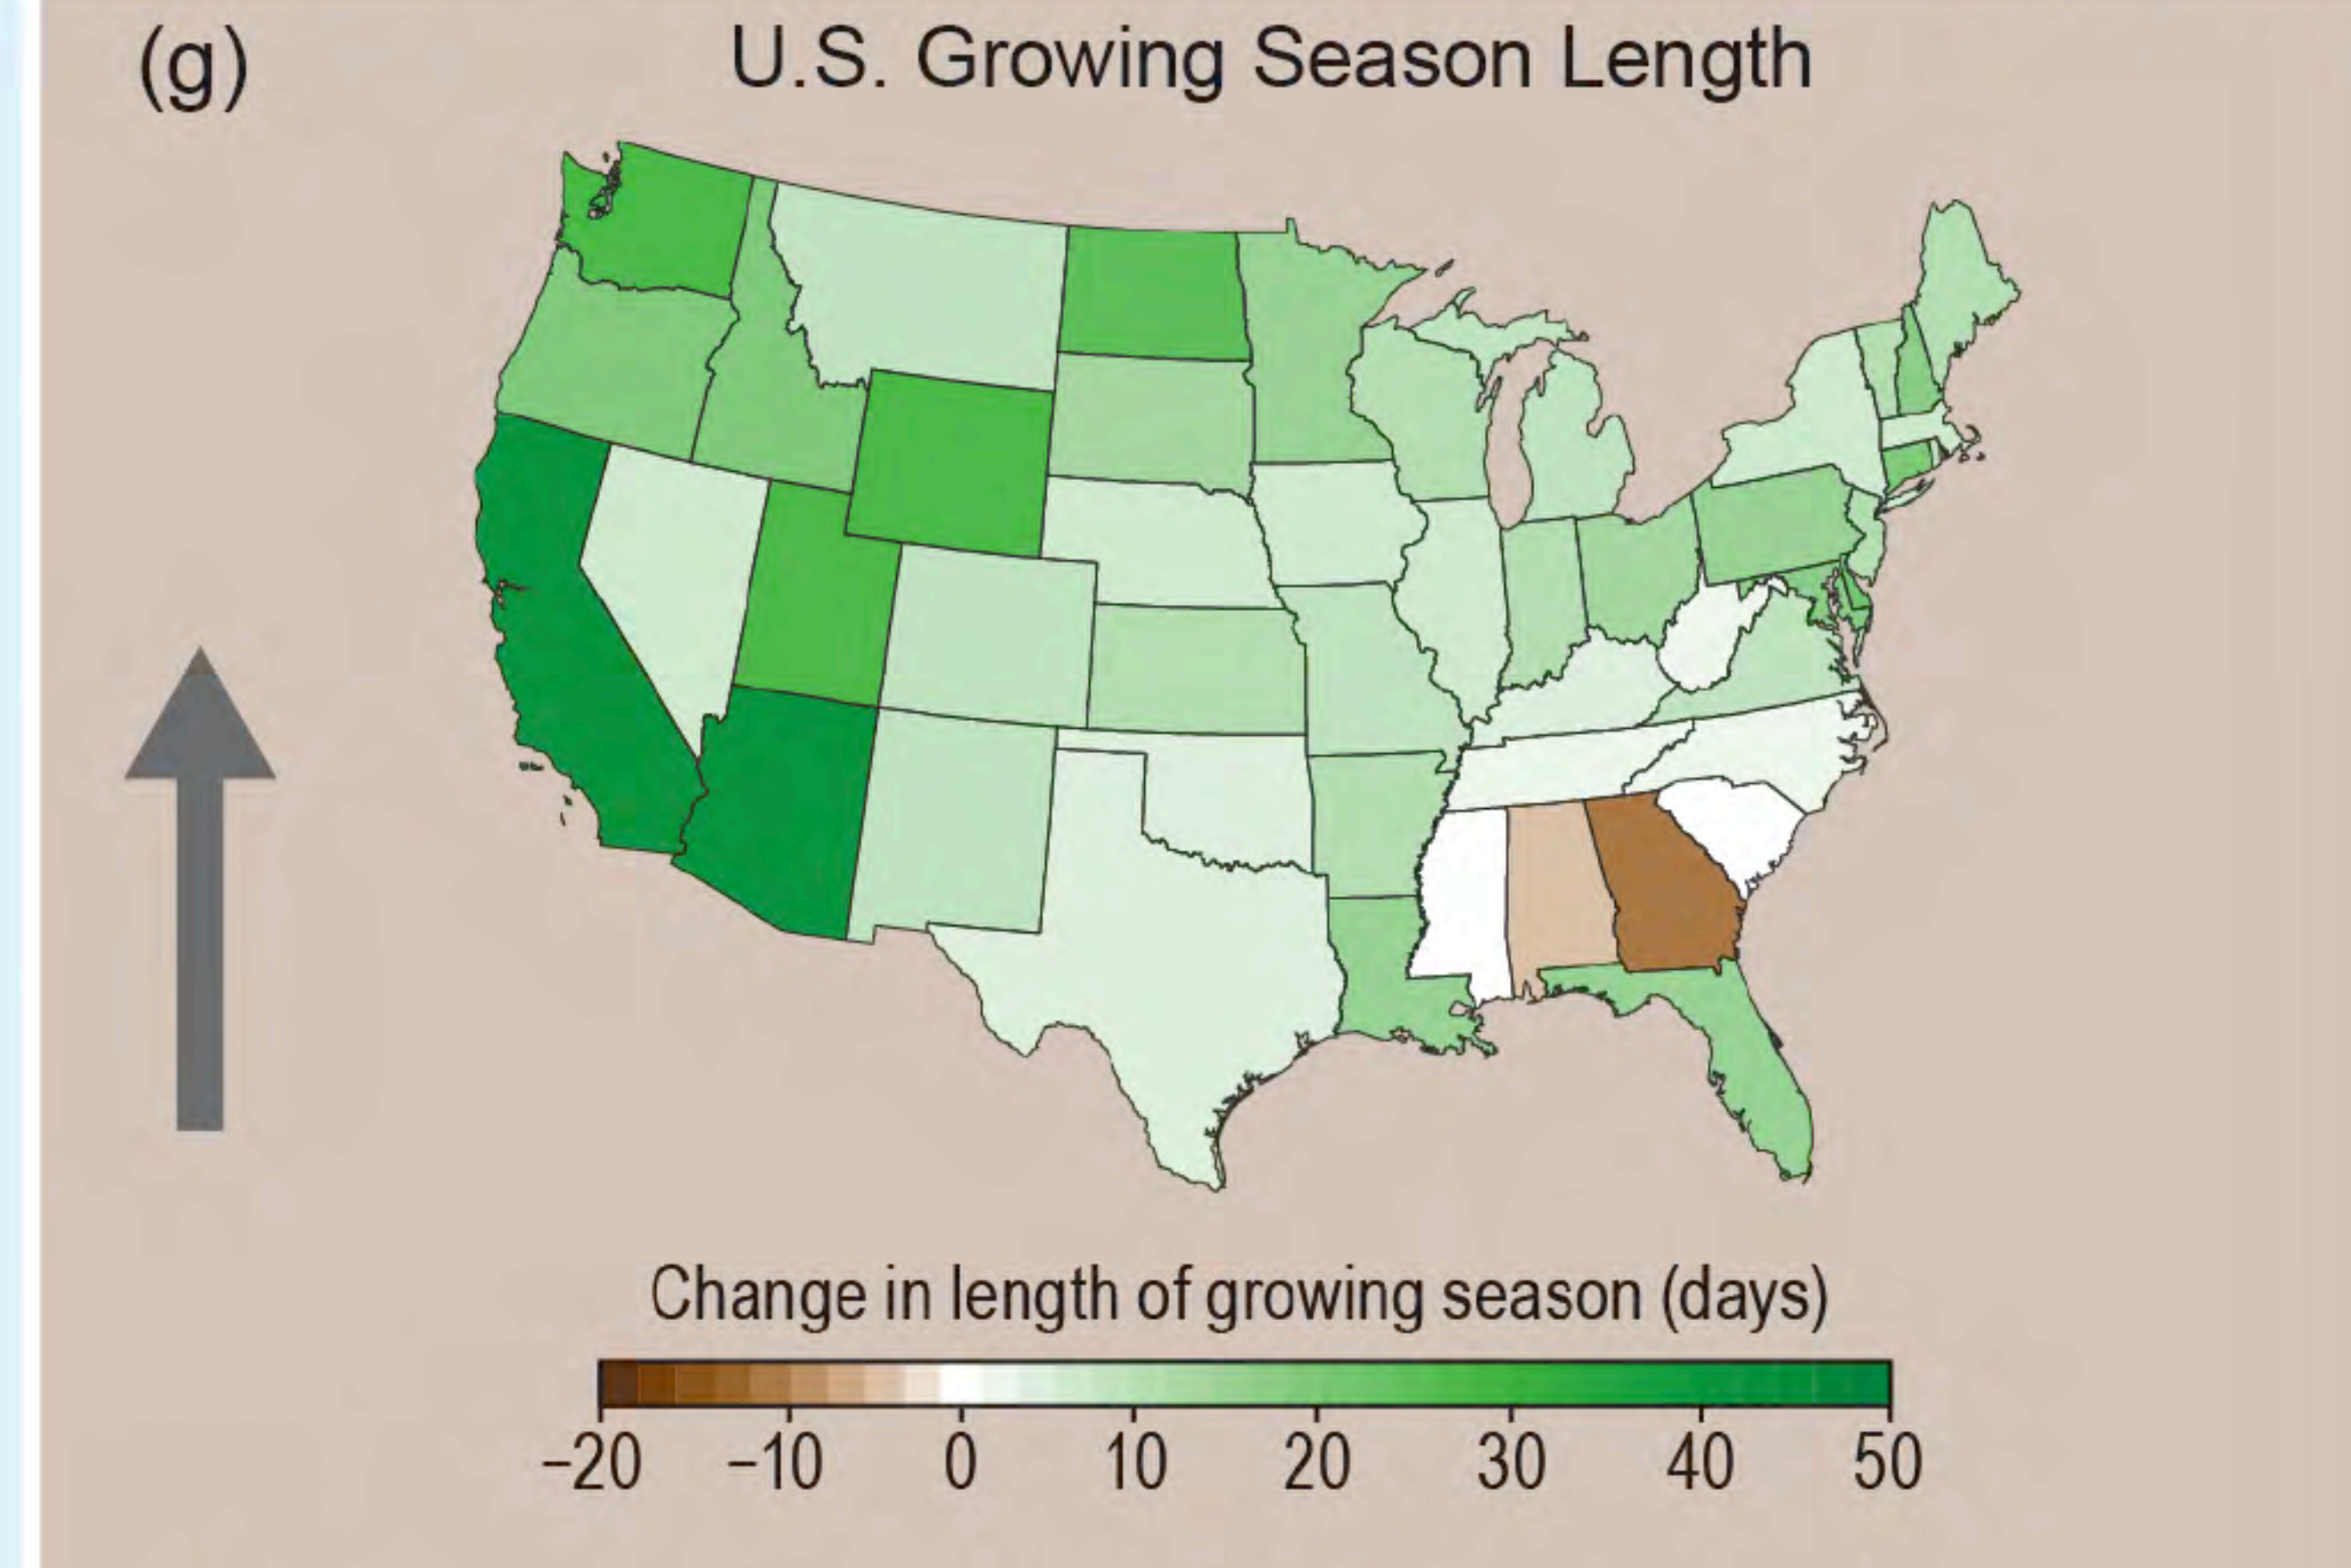 (g)
U.S. Growing Season Length
Change in length of growing season (days)
−20 −10 0 10 20 30 40 50